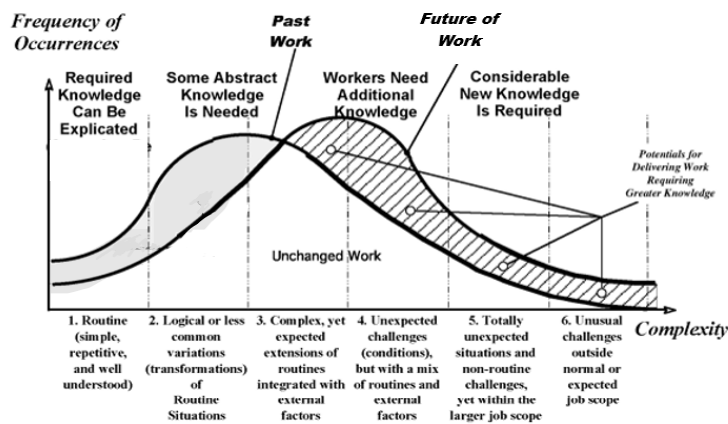 Frequency of
Occurrences
Past
Work
Future of
Work
Required
Knowledge
Can Be
Explicated
Some Abstract
Knowledge
Is Needed
Workers Need
Additional
Knowledge
Considerable
New Knowledge
Is Required
Potentials for
Delivering Work
Requiring
Greater Knowledge
Unchanged Work
1. Routine
(simple,
repetitive,
and well
understood)
2. Logical or less
common
variations
(transformations)
of
Routine
Situations
3. Complex, yet
expected
extensions of
routines
integrated with
external
factors
4. Unexpected
challenges
(conditions),
but with a mix
of routines and
external
factors
5. Totally
unexpected
situations and
non-routine
challenges,
yet within the
larger job scope
6. Unusual
challenges
outside
normal or
expected
job scope
Complexity